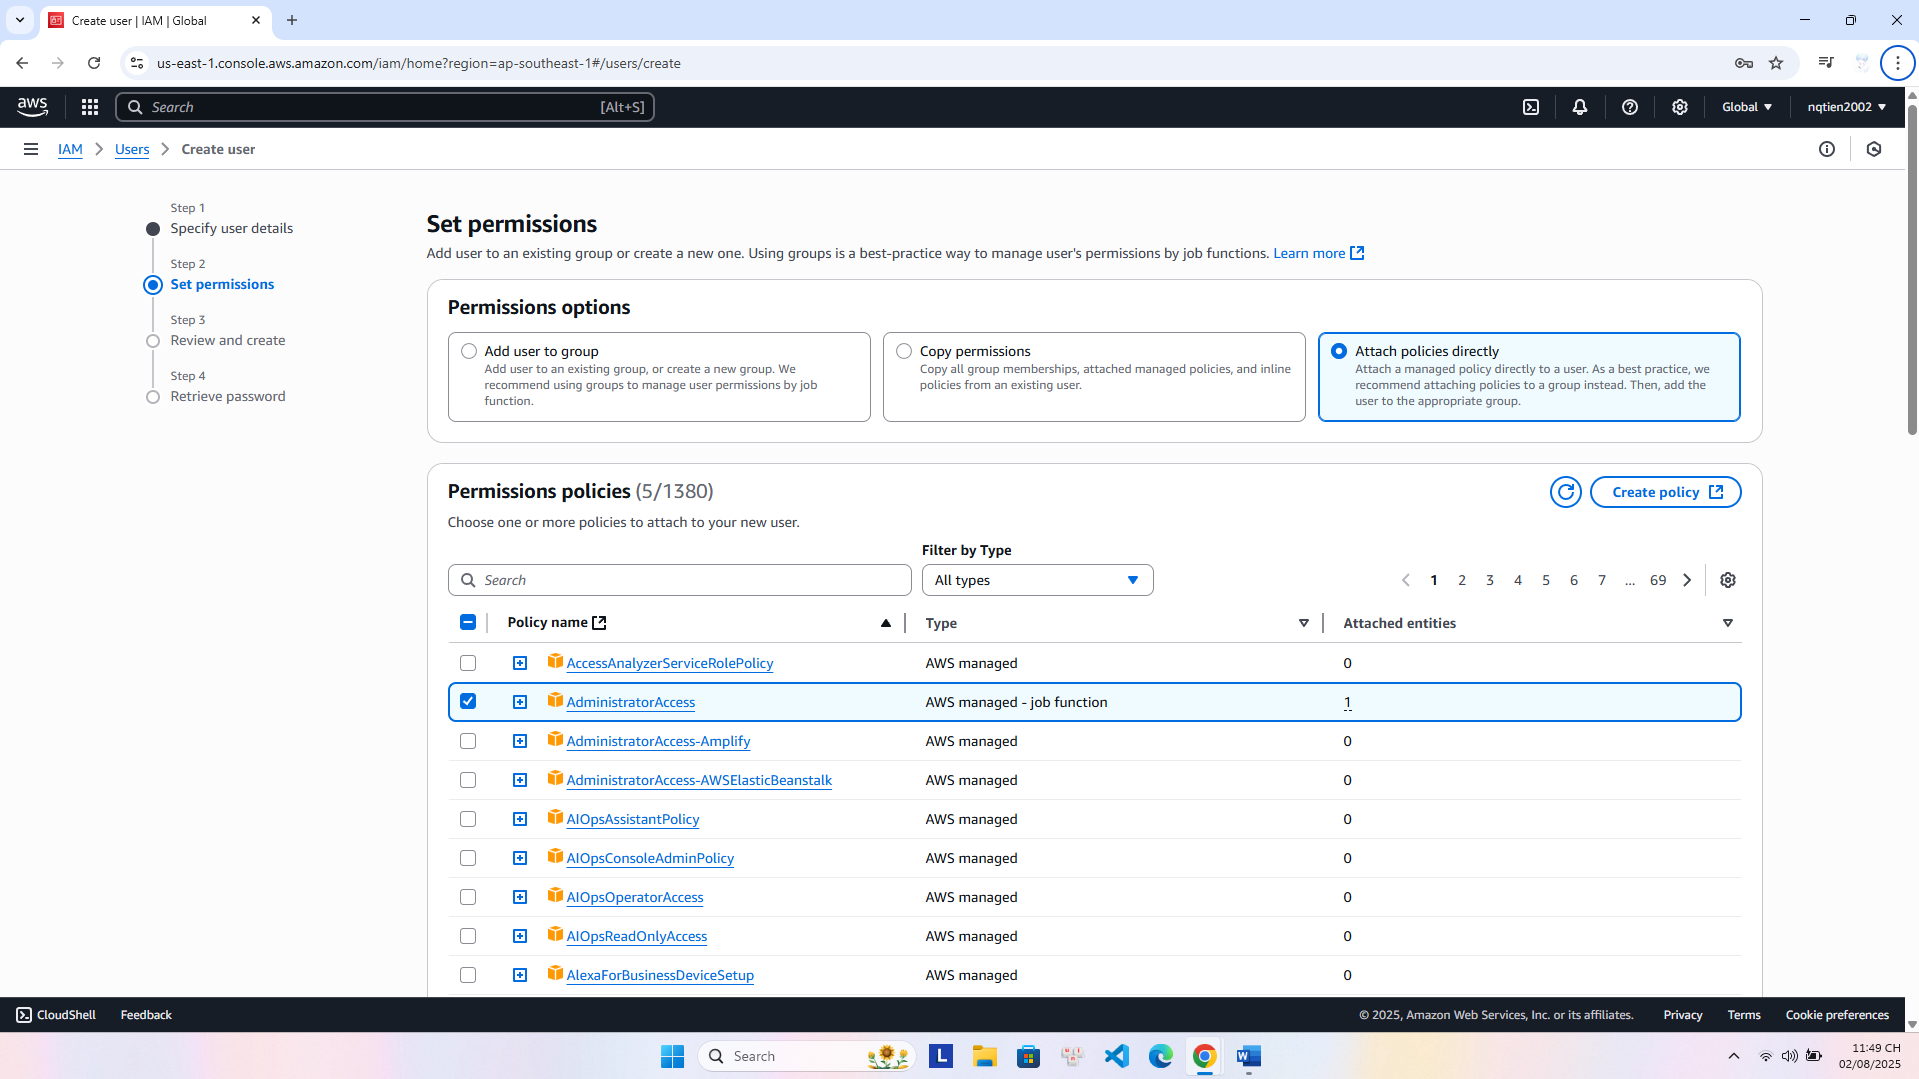 Create user | IAM | Global
us-east-1.console.aws.amazon.com/iam/home?region=ap-southeast-1#/users/create
aws
Search
[Alt+S]
Global
nqtien2002
IAM
Users
Create user
Step 1
Specify user details
Step 2
Set permissions
Step 3
Review and create
Step 4
Retrieve password
Set permissions
Add user to an existing group or create a new one. Using groups is a best-practice way to manage user's permissions by job functions. Learn more
Permissions options
Add user to group
Add user to an existing group, or create a new group. We
recommend using groups to manage user permissions by job
function.
Copy permissions
Copy all group memberships, attached managed policies, and inline
policies from an existing user.
Attach policies directly
Attach a managed policy directly to a user. As a best practice, we
recommend attaching policies to a group instead. Then, add the
user to the appropriate group.
Permissions policies (5/1380)
Create policy
Choose one or more policies to attach to your new user.
Filter by Type
Search
All types
1 2 3 4 5 6 7 ... 69
Policy name Type Attached entities
AccessAnalyzerServiceRolePolicy AWS managed 0
AdministratorAccess AWS managed - job function 1
AdministratorAccess-Amplify AWS managed 0
AdministratorAccess-AWSElasticBeanstalk AWS managed 0
AIOpsAssistantPolicy AWS managed 0
AIOpsConsoleAdminPolicy AWS managed 0
AIOpsOperatorAccess AWS managed 0
AIOpsReadOnlyAccess AWS managed 0
AlexaForBusinessDeviceSetup AWS managed 0
CloudShell Feedback © 2025, Amazon Web Services, Inc. or its affiliates. Privacy Terms Cookie preferences
Search
L
W
11:49 CH
02/08/2025